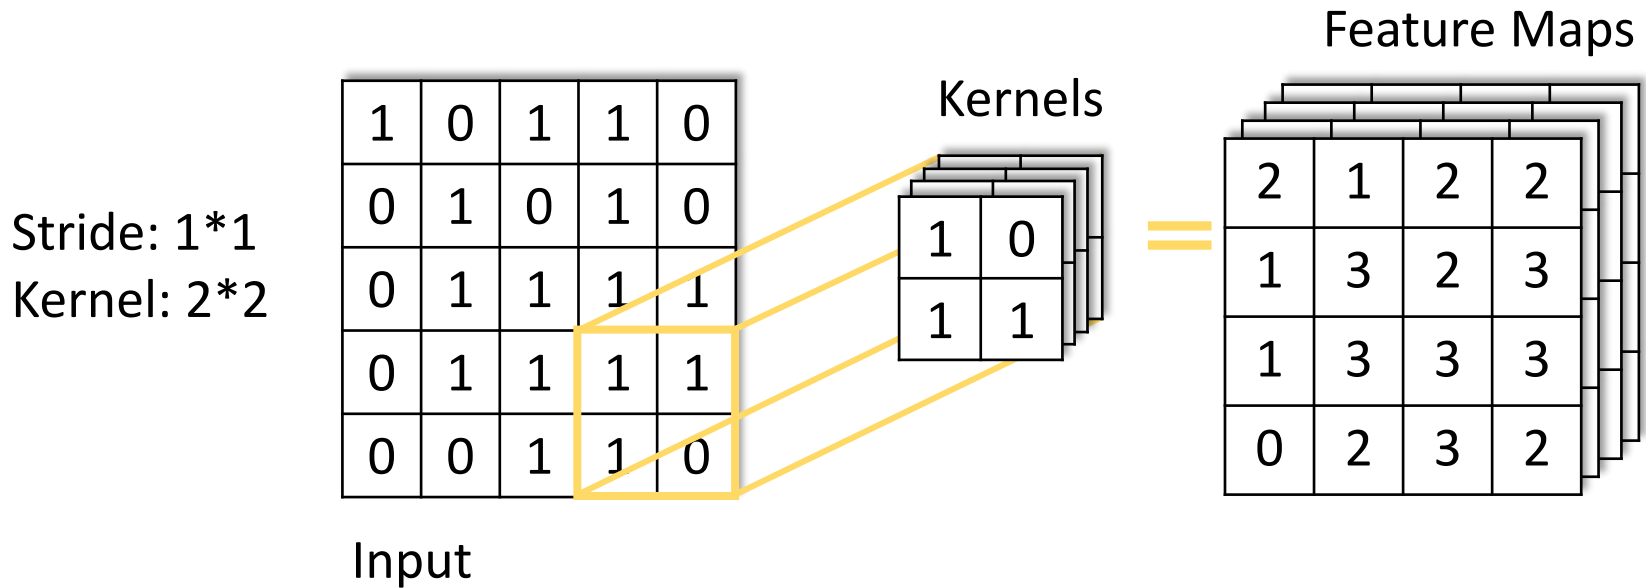 Feature Maps
Kernels
Stride: 1*1
Kernel: 2*2
1 0 1 1 0
0 1 0 1 0
0 1 1 1 1
0 1 1 1 1
0 0 1 1 0
Input
1 0
1 1
2 1 2 2
1 3 2 3
1 3 3 3
0 2 3 2